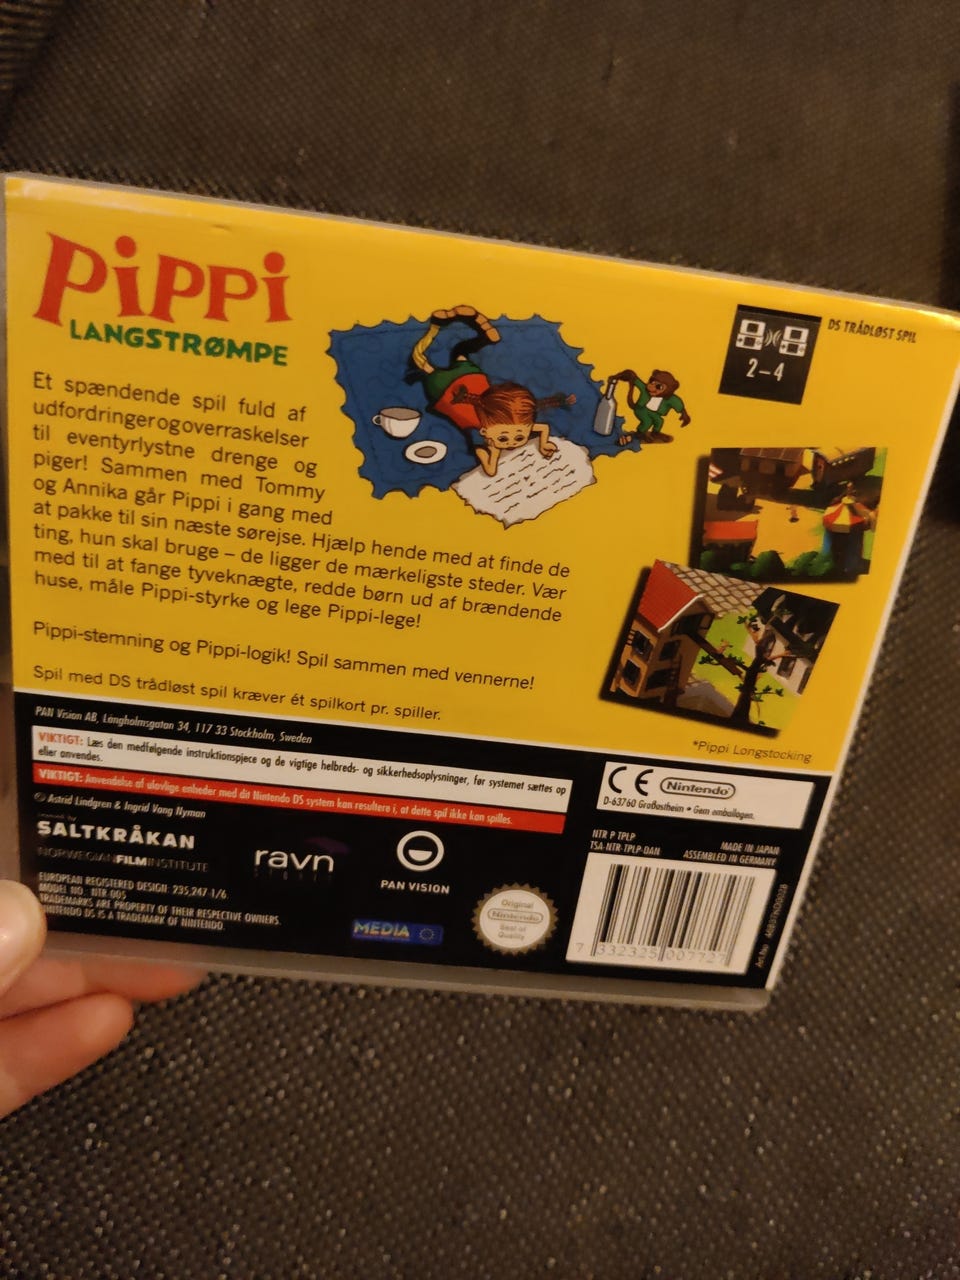 PiPPi
LANGSTRØMPE
Et spændende spil fuld af
udfordringerogoverraskelser
til eventyrlystne drenge og
piger! Sammen med Tommy
og Annika går Pippi i gang med
at pakke til sin næste sørejse. Hjælp hende med at finde de
ting, hun skal bruge – de ligger de mærkeligste steder. Vær
med til at fange tyveknægte, redde børn ud af brændende
huse, måle Pippi-styrke og lege Pippi-lege!
Pippi-stemning og Pippi-logik! Spil sammen med vennerne!
Spil med DS trådløst spil kræver ét spilkort pr. spiller.
2–4
DS TRÅDLØST SPIL
*Pippi Longstocking
PAN Vision AB, Långholmsgatan 34, 117 33 Stockholm, Sweden
VIKTIGT: Læs den medfølgende instruktionspjece og de vigtige helbreds- og sikkerhedsoplysninger, før systemet sættes op
eller anvendes.
VIKTIGT: Anvendelse af ulovlige enheder med dit Nintendo DS system kan resultere i, at dette spil ikke kan spilles.
© Astrid Lindgren & Ingrid Vang Nyman
SALTKRÅKAN
NORWEGIANFILMINSTITUTE
ravn
PAN VISION
EUROPEAN REGISTERED DESIGN: 235,247-1/6.
MODEL NO.: NTR-005
TRADEMARKS ARE PROPERTY OF THEIR RESPECTIVE OWNERS.
NINTENDO DS IS A TRADEMARK OF NINTENDO.
MEDIA
Original
Nintendo
Seal of
Quality
CE Nintendo
D-63760 Großostheim • Gem emballagen.
NTR P TPLP
TSA-NTR-TPLP-DAN
MADE IN JAPAN
ASSEMBLED IN GERMANY
7 332325 007727
Art.No